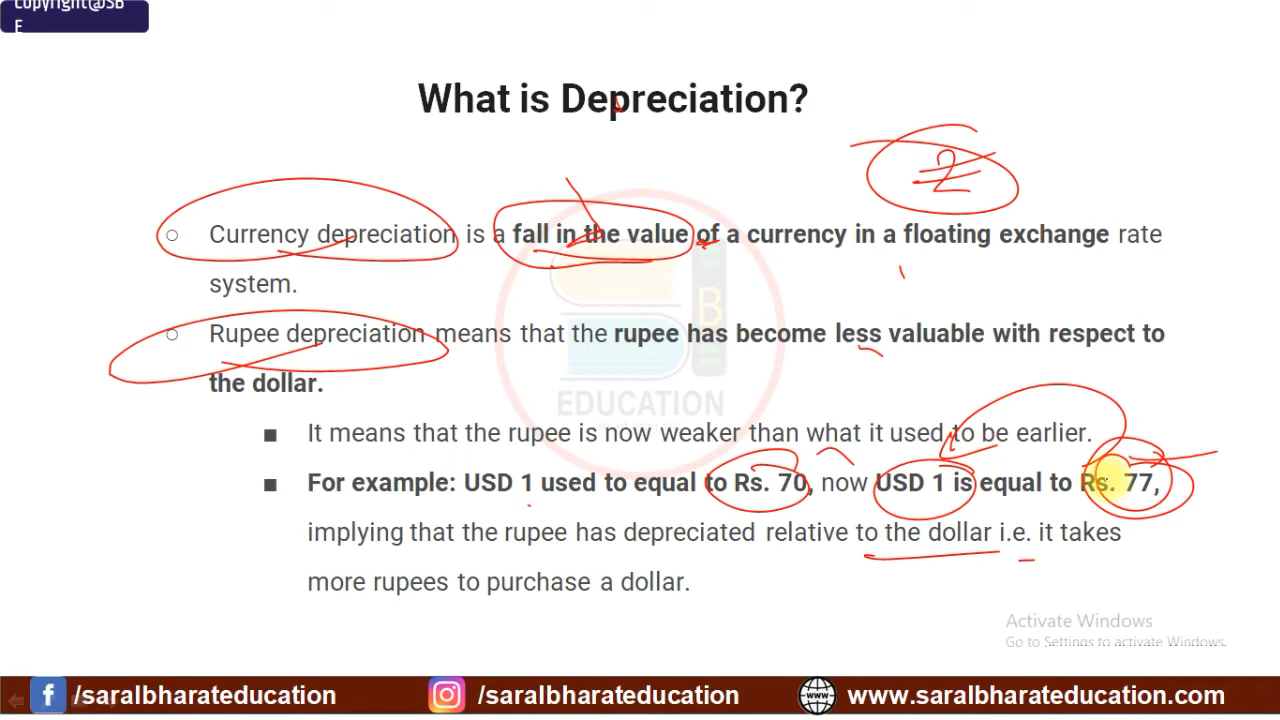 Copyright@SB
E
What is Depreciation?
○ Currency depreciation is a fall in the value of a currency in a floating exchange rate
system.
○ Rupee depreciation means that the rupee has become less valuable with respect to
the dollar.
■ It means that the rupee is now weaker than what it used to be earlier.
■ For example: USD 1 used to equal to Rs. 70, now USD 1 is equal to Rs. 77,
implying that the rupee has depreciated relative to the dollar i.e. it takes
more rupees to purchase a dollar.
B
EDUCATION
Activate Windows
Go to Settings to activate Windows.
/saralbharateducation
/saralbharateducation
www.saralbharateducation.com